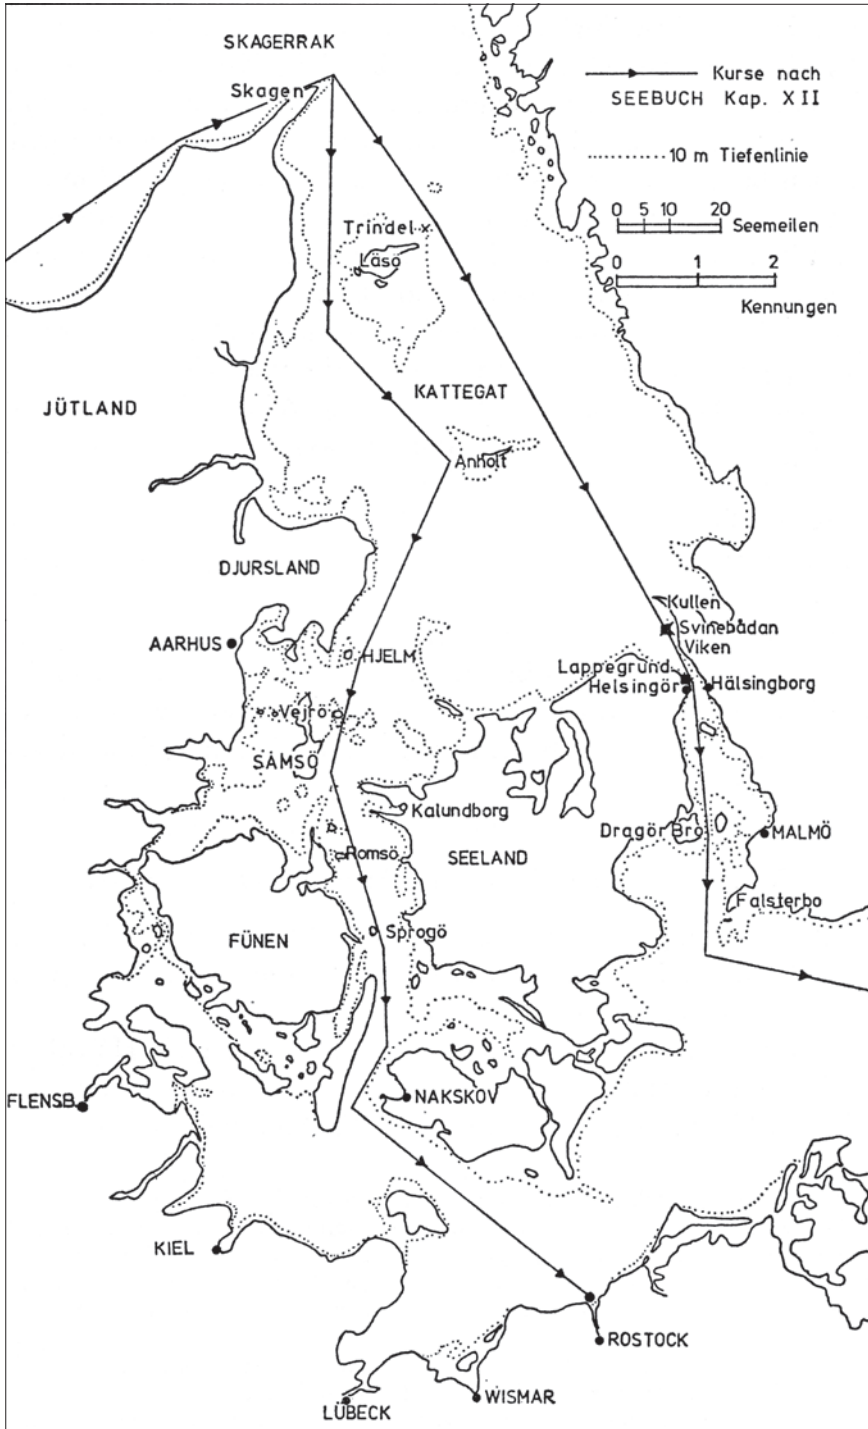 SKAGERRAK
Skagen
Kurse nach
SEEBUCH Kap. XII
10 m Tiefenlinie
0 5 10 20 Seemeilen
0 1 2
Kennungen
Trindel
Läsö
JÜTLAND
KATTEGAT
Anholt
DJURSLAND
Kullen
Svinebådan
Viken
AARHUS
HJELM
Lappegrund
Helsingör
Hälsingborg
Vejrö
SAMSÖ
Kalundborg
Dragör Bro
MALMÖ
Romsö
SEELAND
Falsterbo
FÜNEN
Sprogö
FLENSB.
NAKSKOV
KIEL
ROSTOCK
WISMAR
LÜBECK